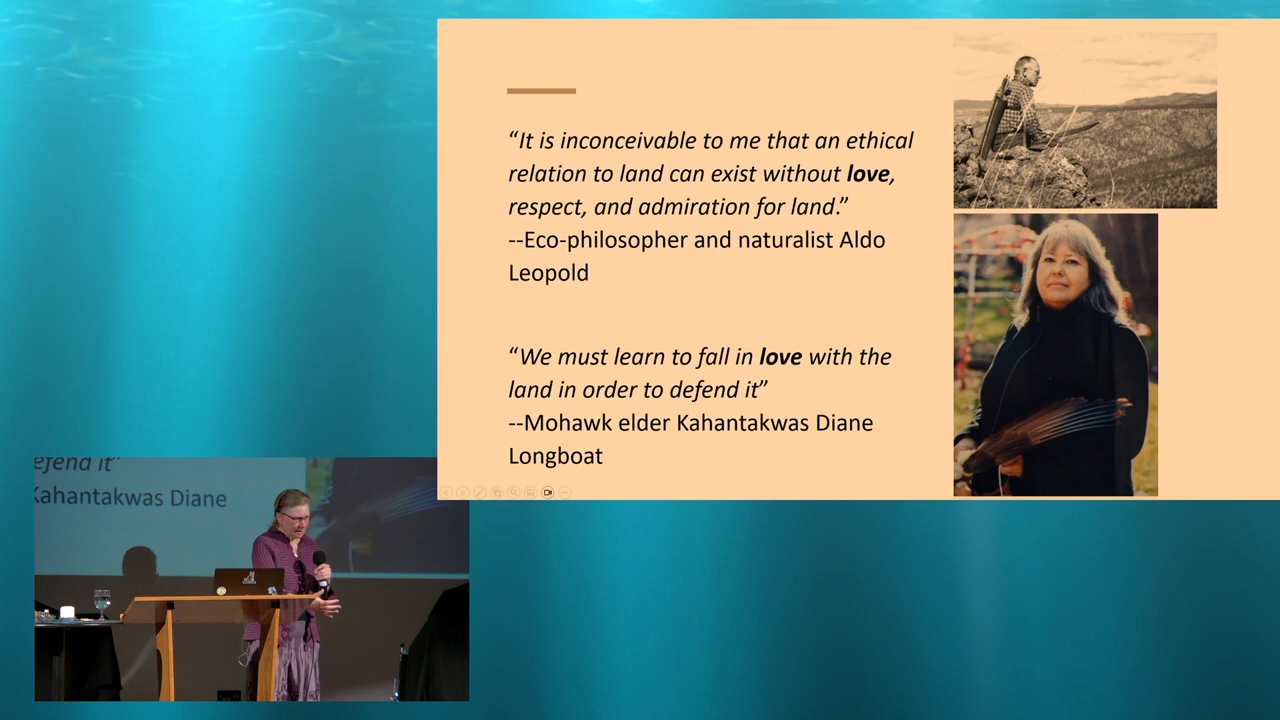 “It is inconceivable to me that an ethical
relation to land can exist without love,
respect, and admiration for land.”
--Eco-philosopher and naturalist Aldo
Leopold
“We must learn to fall in love with the
land in order to defend it”
--Mohawk elder Kahantakwas Diane
Longboat
efend it”
Kahantakwas Diane